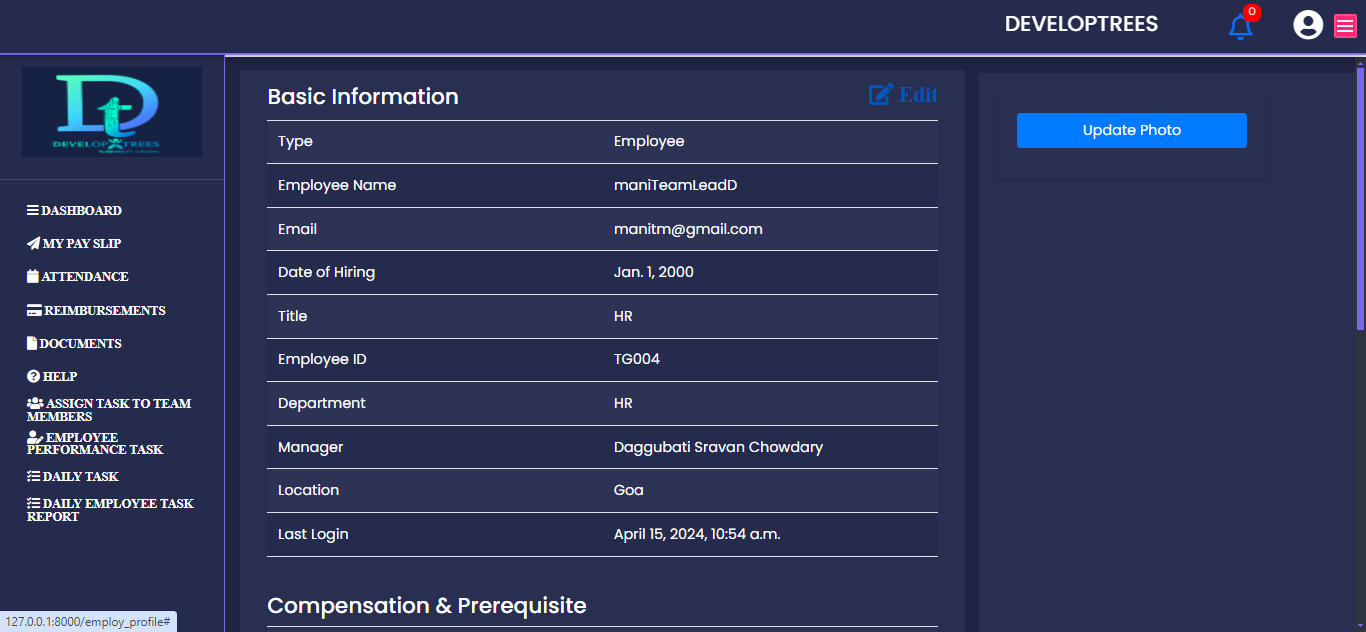 DEVELOPTREES
0
DEVELOP TREES
DASHBOARD
MY PAY SLIP
ATTENDANCE
REIMBURSEMENTS
DOCUMENTS
HELP
ASSIGN TASK TO TEAM
MEMBERS
EMPLOYEE
PERFORMANCE TASK
DAILY TASK
DAILY EMPLOYEE TASK
REPORT
Basic Information Edit
Type Employee
Employee Name maniTeamLeadD
Email manitm@gmail.com
Date of Hiring Jan. 1, 2000
Title HR
Employee ID TG004
Department HR
Manager Daggubati Sravan Chowdary
Location Goa
Last Login April 15, 2024, 10:54 a.m.
Compensation & Prerequisite
Update Photo
127.0.0.1:8000/employ_profile#